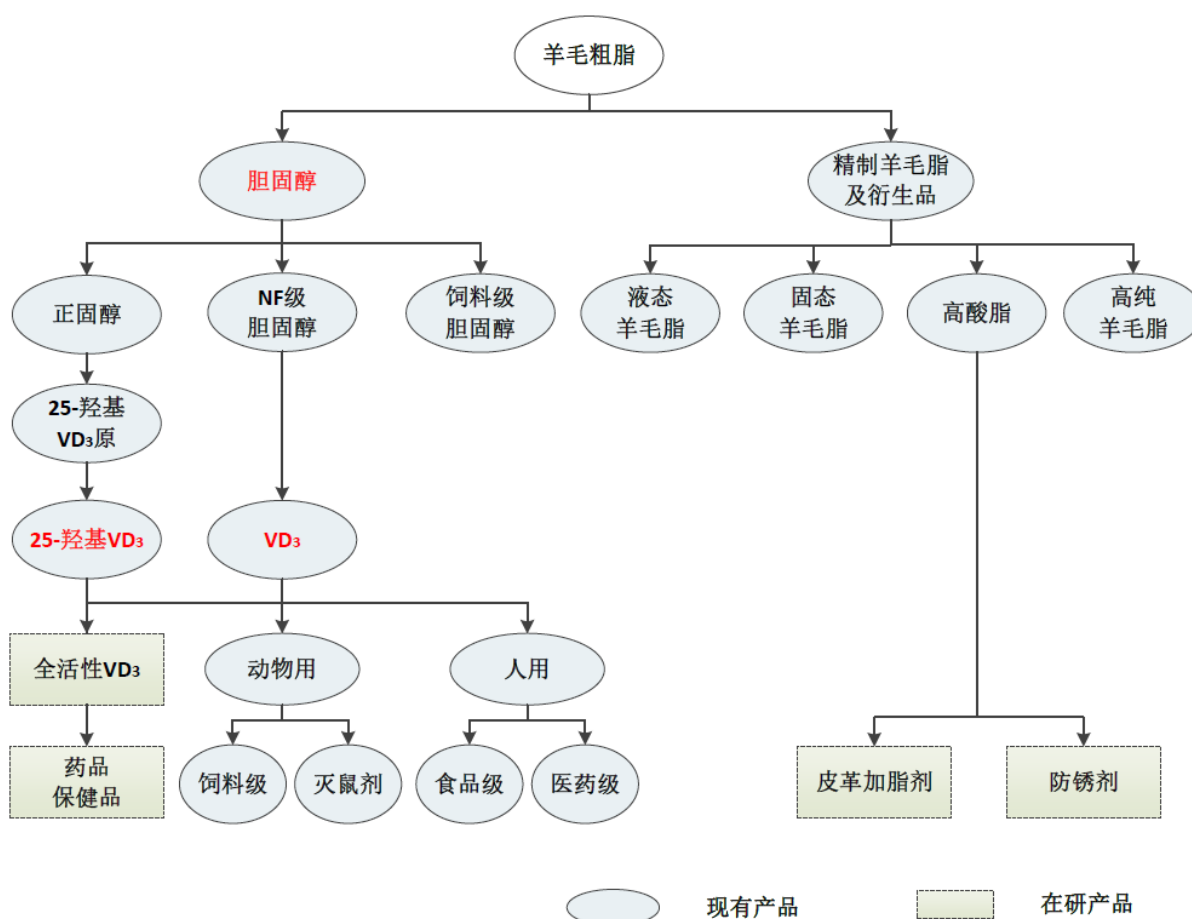 羊毛粗脂
胆固醇
精制羊毛脂
及衍生品
正固醇
NF级
胆固醇
饲料级
胆固醇
液态
羊毛脂
固态
羊毛脂
高酸脂
高纯
羊毛脂
25-羟基
VD₃原
25-羟基VD₃
VD₃
全活性VD₃
动物用
人用
药品
保健品
饲料级
灭鼠剂
食品级
医药级
皮革加脂剂
防锈剂
现有产品
在研产品